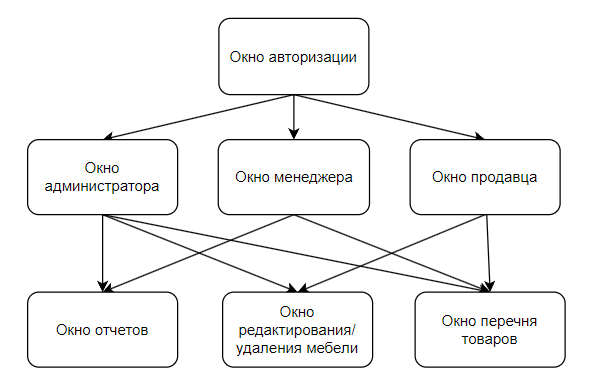 Окно авторизации
Окно
администратора
Окно менеджера
Окно продавца
Окно отчетов
Окно
редактирования/
удаления мебели
Окно перечня
товаров